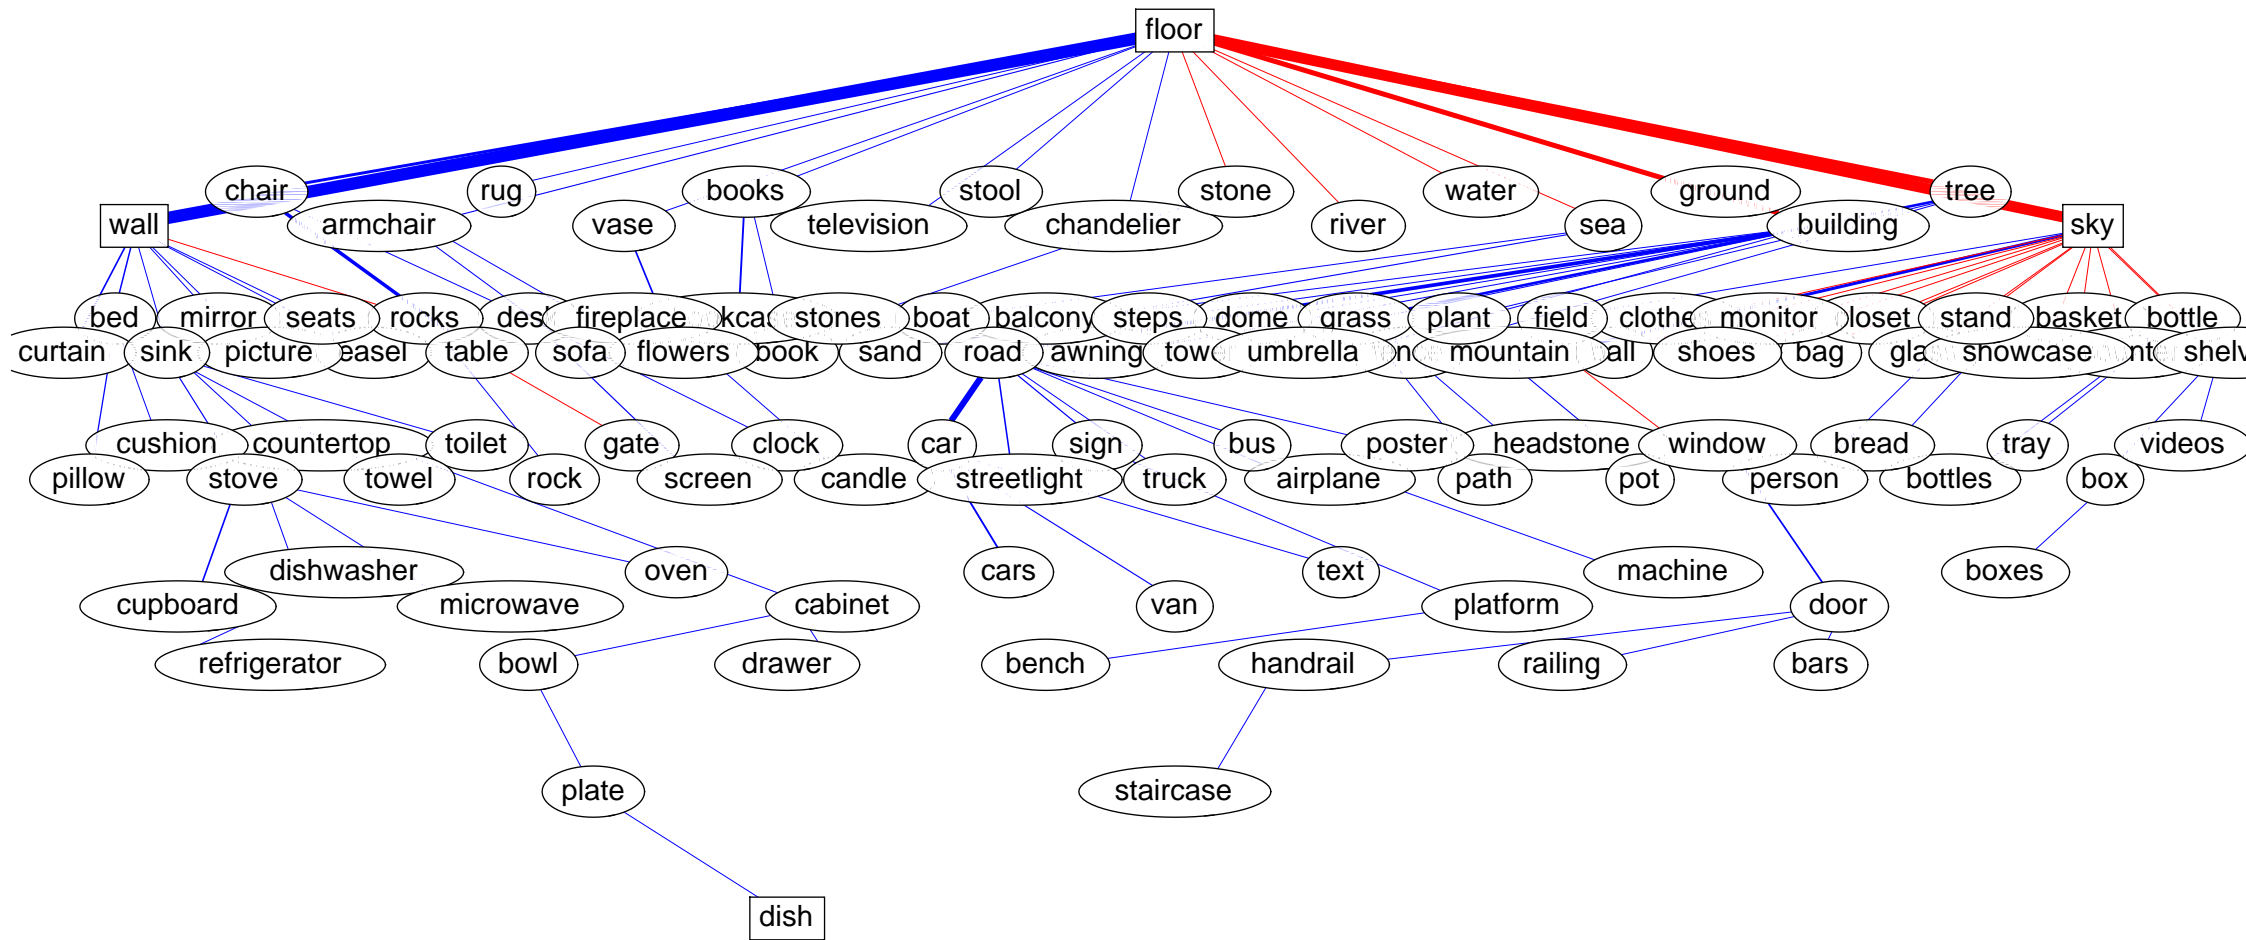 floor
chair
rug
books
stool
stone
water
ground
tree
wall
armchair
vase
television
chandelier
river
sea
building
sky
bed
mirror
seats
rocks
fireplace
stones
boat
balcony
steps
dome
grass
plant
field
monitor
stand
basket
bottle
curtain
sink
picture
easel
table
sofa
flowers
book
sand
road
awning
umbrella
mountain
shoes
bag
snowcase
cushion
countertop
toilet
gate
clock
car
sign
bus
poster
headstone
window
bread
tray
videos
pillow
stove
towel
rock
screen
candle
streetlight
truck
airplane
path
pot
person
bottles
box
dishwasher
oven
cars
text
machine
boxes
cupboard
microwave
cabinet
van
platform
door
refrigerator
bowl
drawer
bench
handrail
railing
bars
plate
staircase
dish